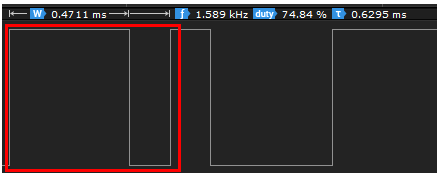 W 0.4711 ms f 1.589 kHz duty 74.84 % τ 0.6295 ms